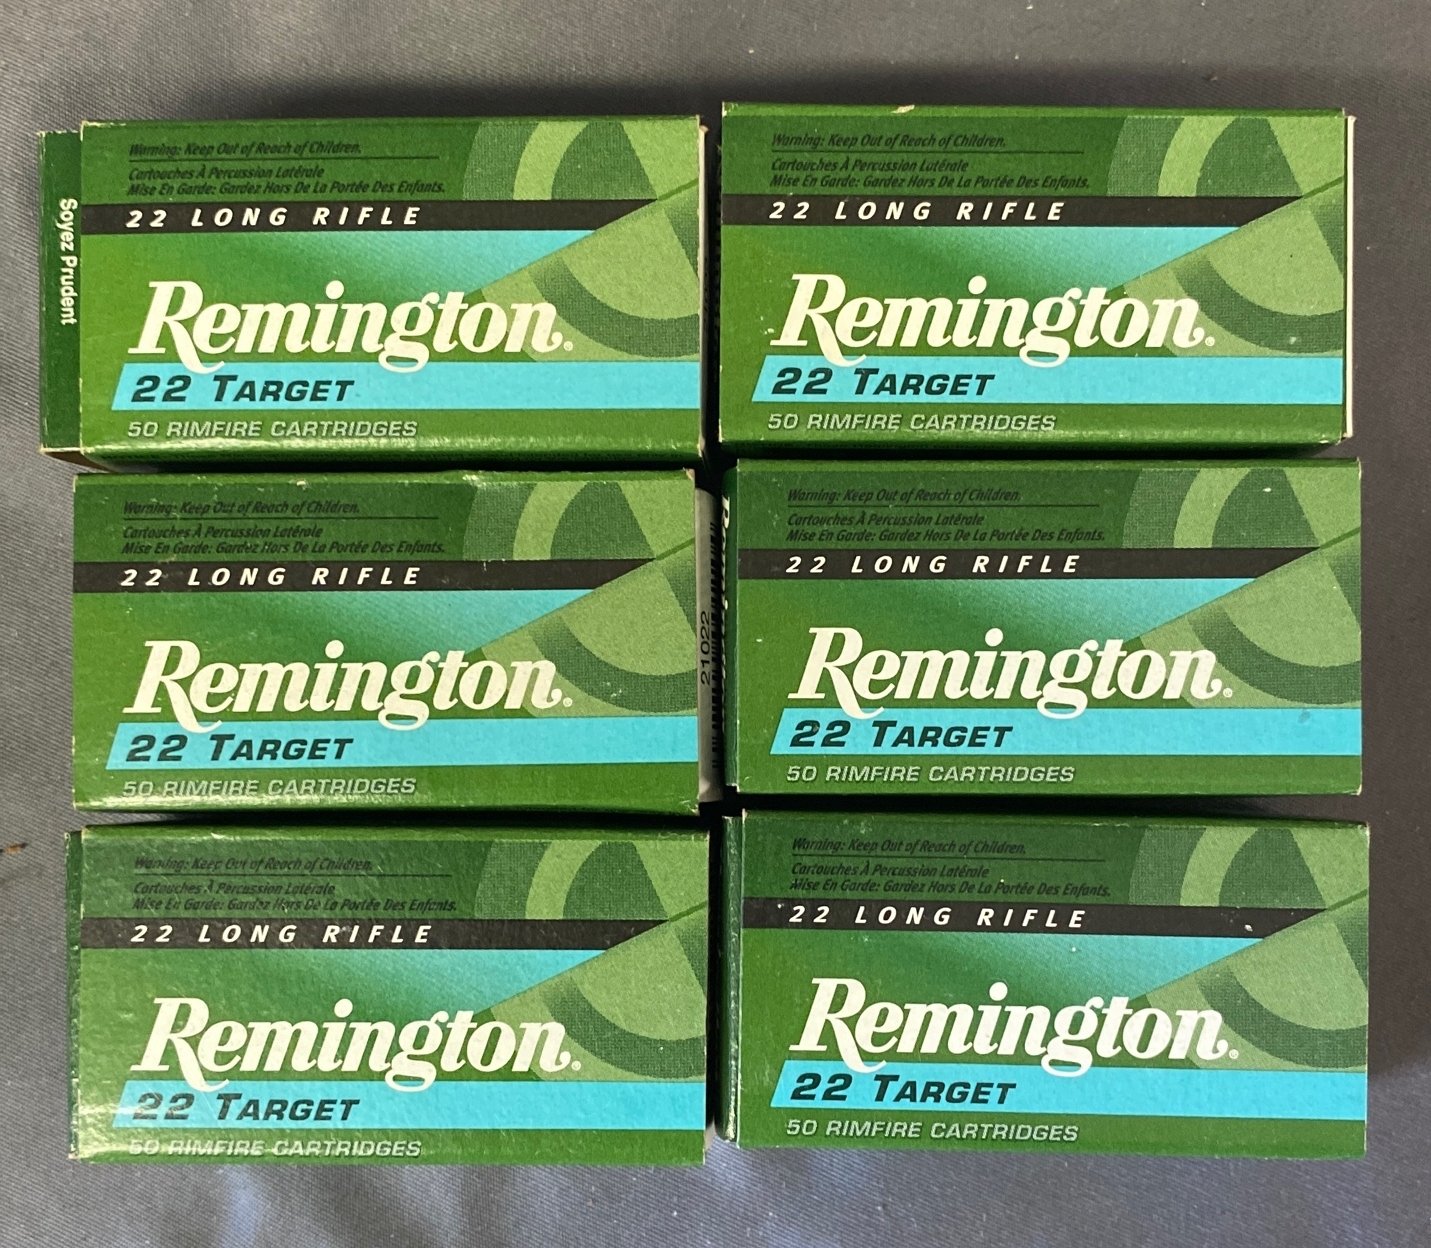 Soyez Prudent
Warning: Keep Out of Reach of Children.
Cartouches À Percussion Latérale
Mise En Garde: Gardez Hors De La Portée Des Enfants.
22 LONG RIFLE
Remington®
22 TARGET
50 RIMFIRE CARTRIDGES
Warning: Keep Out of Reach of Children.
Cartouches À Percussion Latérale
Mise En Garde: Gardez Hors De La Portée Des Enfants.
22 LONG RIFLE
Remington®
22 TARGET
50 RIMFIRE CARTRIDGES
Warning: Keep Out of Reach of Children.
Cartouches À Percussion Latérale
Mise En Garde: Gardez Hors De La Portée Des Enfants.
22 LONG RIFLE
Remington®
22 TARGET
50 RIMFIRE CARTRIDGES
21022
Warning: Keep Out of Reach of Children.
Cartouches À Percussion Latérale
Mise En Garde: Gardez Hors De La Portée Des Enfants.
22 LONG RIFLE
Remington®
22 TARGET
50 RIMFIRE CARTRIDGES
Warning: Keep Out of Reach of Children.
Cartouches À Percussion Latérale
Mise En Garde: Gardez Hors De La Portée Des Enfants.
22 LONG RIFLE
Remington®
22 TARGET
50 RIMFIRE CARTRIDGES
Warning: Keep Out of Reach of Children.
Cartouches À Percussion Latérale
Mise En Garde: Gardez Hors De La Portée Des Enfants.
22 LONG RIFLE
Remington®
22 TARGET
50 RIMFIRE CARTRIDGES